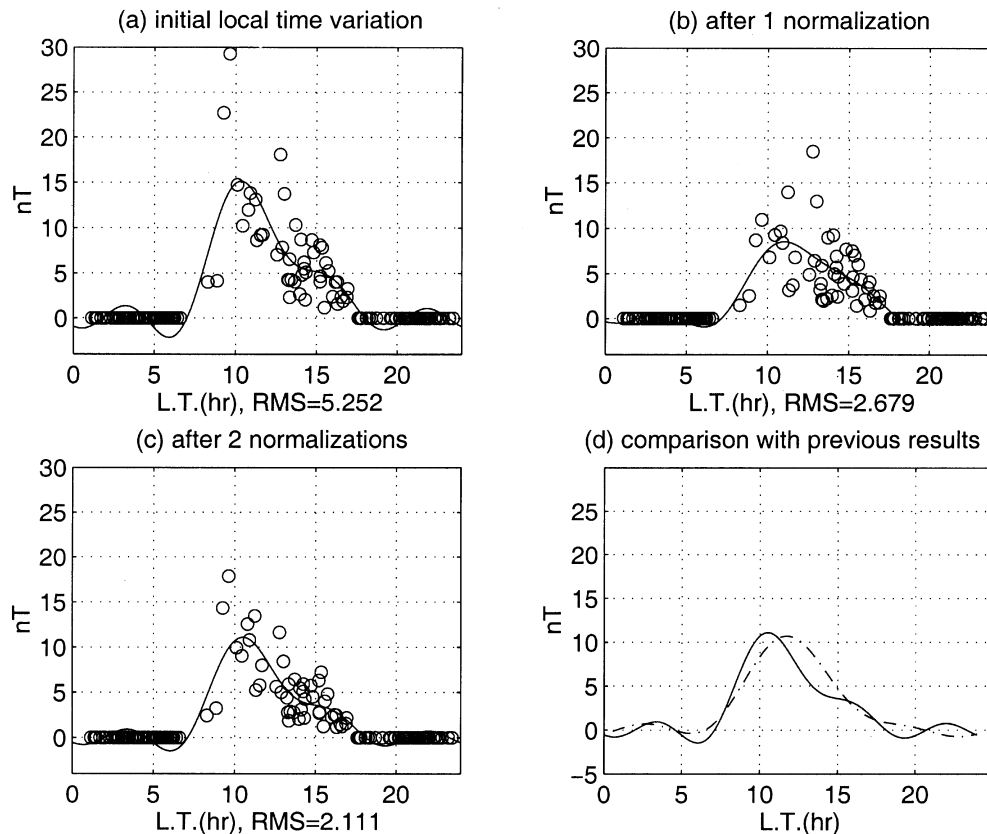 (a) initial local time variation
30
25
20
15
10
5
0
nT
0 5 10 15 20
L.T.(hr), RMS=5.252
(b) after 1 normalization
30
25
20
15
10
5
0
nT
0 5 10 15 20
L.T.(hr), RMS=2.679
(c) after 2 normalizations
30
25
20
15
10
5
0
nT
0 5 10 15 20
L.T.(hr), RMS=2.111
(d) comparison with previous results
25
20
15
10
5
0
−5
nT
0 5 10 15 20
L.T.(hr)